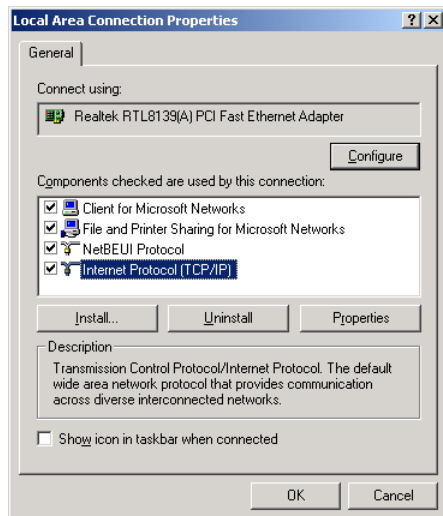 Local Area Connection Properties
General
Connect using:
Realtek RTL8139(A) PCI Fast Ethernet Adapter
Configure
Components checked are used by this connection:
Client for Microsoft Networks
File and Printer Sharing for Microsoft Networks
NetBEUI Protocol
Internet Protocol (TCP/IP)
Install... Uninstall Properties
Description
Transmission Control Protocol/Internet Protocol. The default
wide area network protocol that provides communication
across diverse interconnected networks.
Show icon in taskbar when connected
OK Cancel